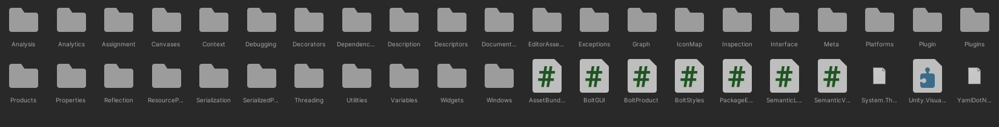 Analysis Analytics Assignment Canvases Context Debugging Decorators Dependenc... Description Descriptors Document... EditorAsse... Exceptions Graph IconMap Inspection Interface Meta Platforms Plugin Plugins
Products Properties Reflection ResourceP... Serialization SerializedP... Threading Utilities Variables Widgets Windows AssetBund... BoltGUI BoltProduct BoltStyles PackageE... SemanticL... SemanticV... System.Th... Unity.Visua... YamlDotN...